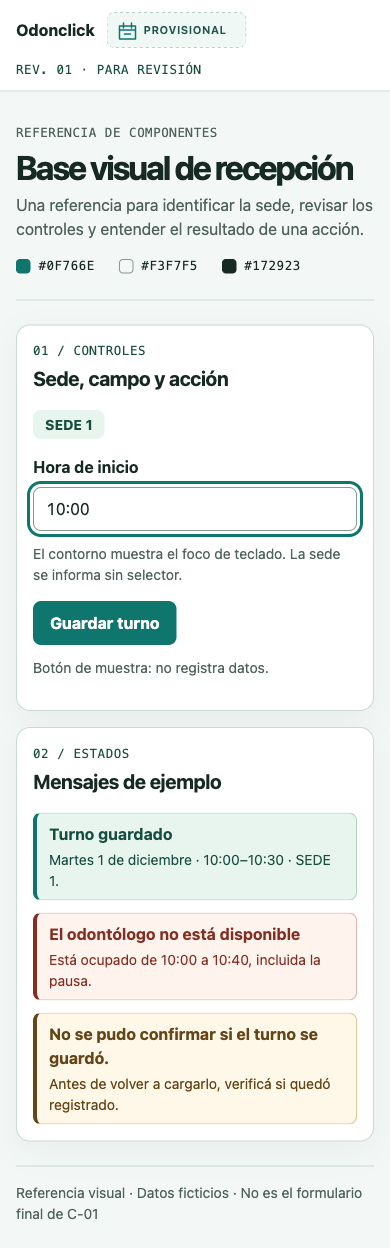 Odonclick
PROVISIONAL
REV. 01 · PARA REVISIÓN
REFERENCIA DE COMPONENTES
Base visual de recepción
Una referencia para identificar la sede, revisar los
controles y entender el resultado de una acción.
#0F766E
#F3F7F5
#172923
01 / CONTROLES
Sede, campo y acción
SEDE 1
Hora de inicio
10:00
El contorno muestra el foco de teclado. La sede
se informa sin selector.
Guardar turno
Botón de muestra: no registra datos.
02 / ESTADOS
Mensajes de ejemplo
Turno guardado
Martes 1 de diciembre · 10:00–10:30 · SEDE
1.
El odontólogo no está disponible
Está ocupado de 10:00 a 10:40, incluida la
pausa.
No se pudo confirmar si el turno se
guardó.
Antes de volver a cargarlo, verificá si quedó
registrado.
Referencia visual · Datos ficticios · No es el formulario
final de C-01